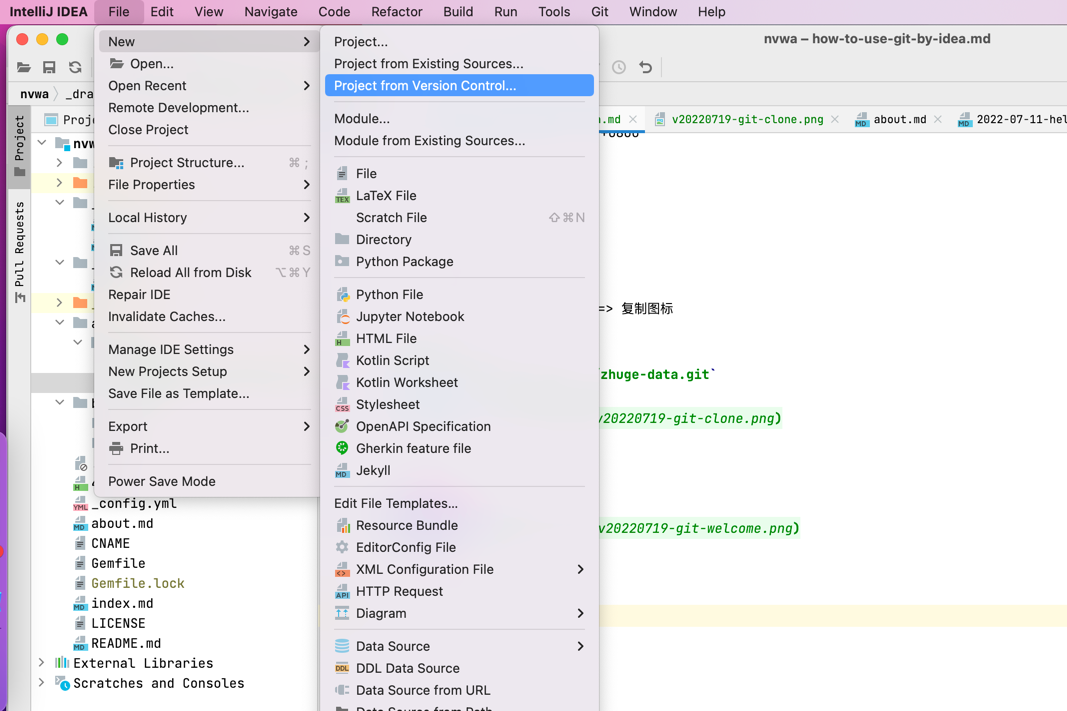 IntelliJ IDEA File Edit View Navigate Code Refactor Build Run Tools Git Window Help
nvwa – how-to-use-git-by-idea.md
nvwa _dra
Project
Pull Requests
Proje
n.md v20220719-git-clone.png about.md 2022-07-11-hel
New
Open...
Open Recent
Remote Development...
Close Project
Project Structure... ⌘ ;
File Properties
Local History
Save All ⌘ S
Reload All from Disk ⌥⌘Y
Repair IDE
Invalidate Caches...
Manage IDE Settings
New Projects Setup
Save File as Template...
Export
Print...
Power Save Mode
Project...
Project from Existing Sources...
Project from Version Control...
Module...
Module from Existing Sources...
File
LaTeX File
Scratch File ⇧⌘N
Directory
Python Package
Python File
Jupyter Notebook
HTML File
Kotlin Script
Kotlin Worksheet
Stylesheet
OpenAPI Specification
Gherkin feature file
Jekyll
Edit File Templates...
Resource Bundle
EditorConfig File
XML Configuration File
HTTP Request
Diagram
Data Source
DDL Data Source
Data Source from URL
Data Source from Path
nvw
_config.yml
about.md
CNAME
Gemfile
Gemfile.lock
index.md
LICENSE
README.md
External Libraries
Scratches and Consoles
+0800
=> 复制图标
zhuge-data.git`
v20220719-git-clone.png)
v20220719-git-welcome.png)